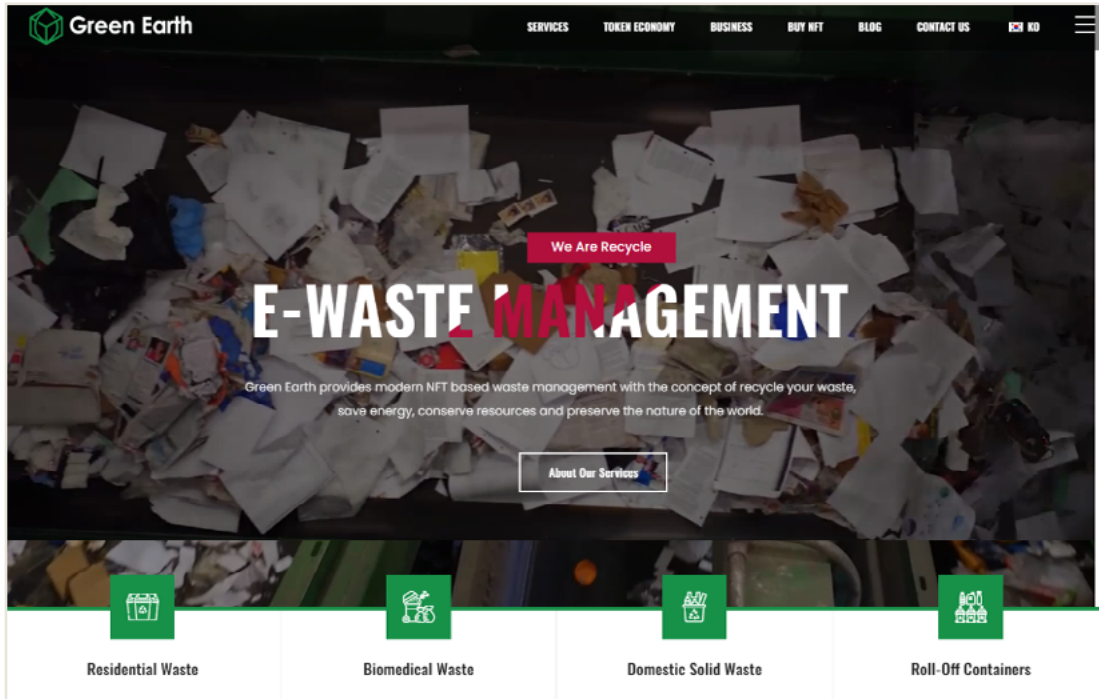 Green Earth
SERVICES TOKEN ECONOMY BUSINESS BUY NFT BLOG CONTACT US KO
We Are Recycle
E-WASTE MANAGEMENT
Green Earth provides modern NFT based waste management with the concept of recycle your waste,
save energy, conserve resources and preserve the nature of the world.
About Our Services
Residential Waste Biomedical Waste Domestic Solid Waste Roll-Off Containers